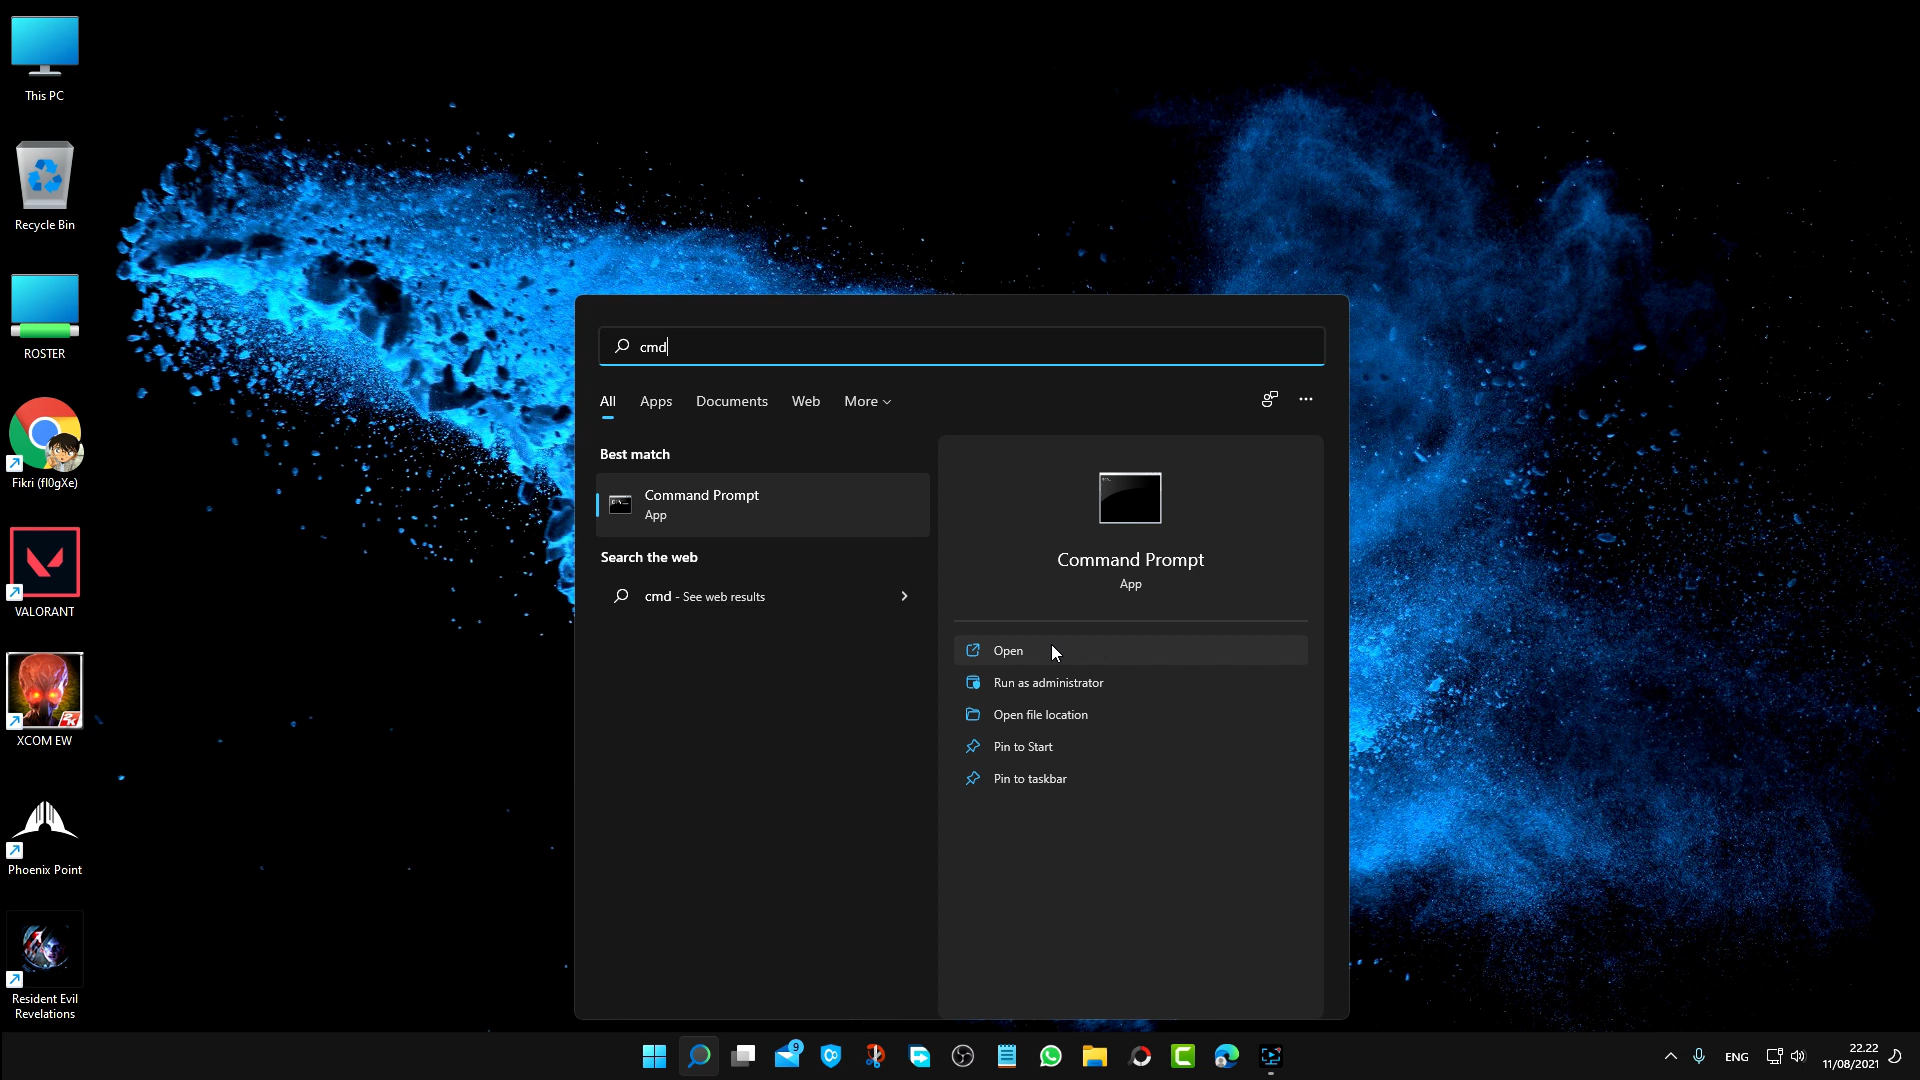 This PC
Recycle Bin
ROSTER
Fikri (fl0gXe)
VALORANT
XCOM EW
Phoenix Point
Resident Evil
Revelations
cmd
All
Apps
Documents
Web
More
Best match
Command Prompt
App
Search the web
cmd - See web results
Command Prompt
App
Open
Run as administrator
Open file location
Pin to Start
Pin to taskbar
9
ENG
22.22
11/08/2021